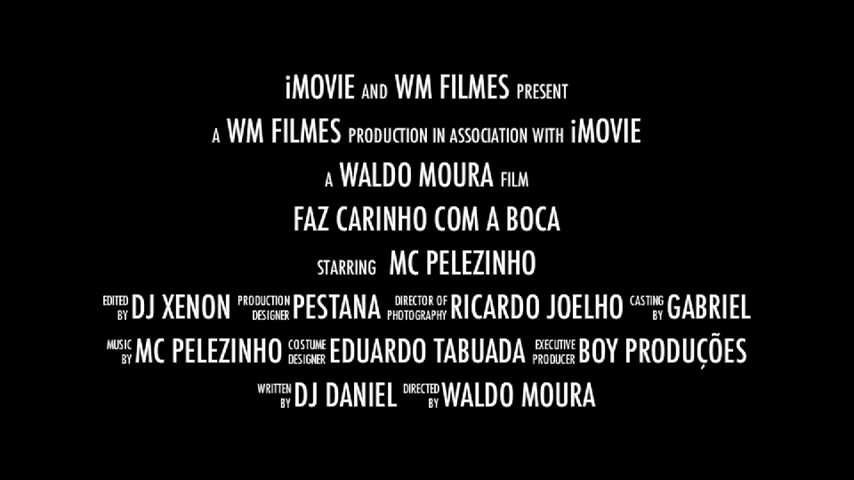 iMOVIE AND WM FILMES PRESENT
A WM FILMES PRODUCTION IN ASSOCIATION WITH iMOVIE
A WALDO MOURA FILM
FAZ CARINHO COM A BOCA
STARRING MC PELEZINHO
EDITED BY DJ XENON PRODUCTION DESIGNER PESTANA DIRECTOR OF PHOTOGRAPHY RICARDO JOELHO CASTING BY GABRIEL
MUSIC BY MC PELEZINHO COSTUME DESIGNER EDUARDO TABUADA EXECUTIVE PRODUCER BOY PRODUÇÕES
WRITTEN BY DJ DANIEL DIRECTED BY WALDO MOURA